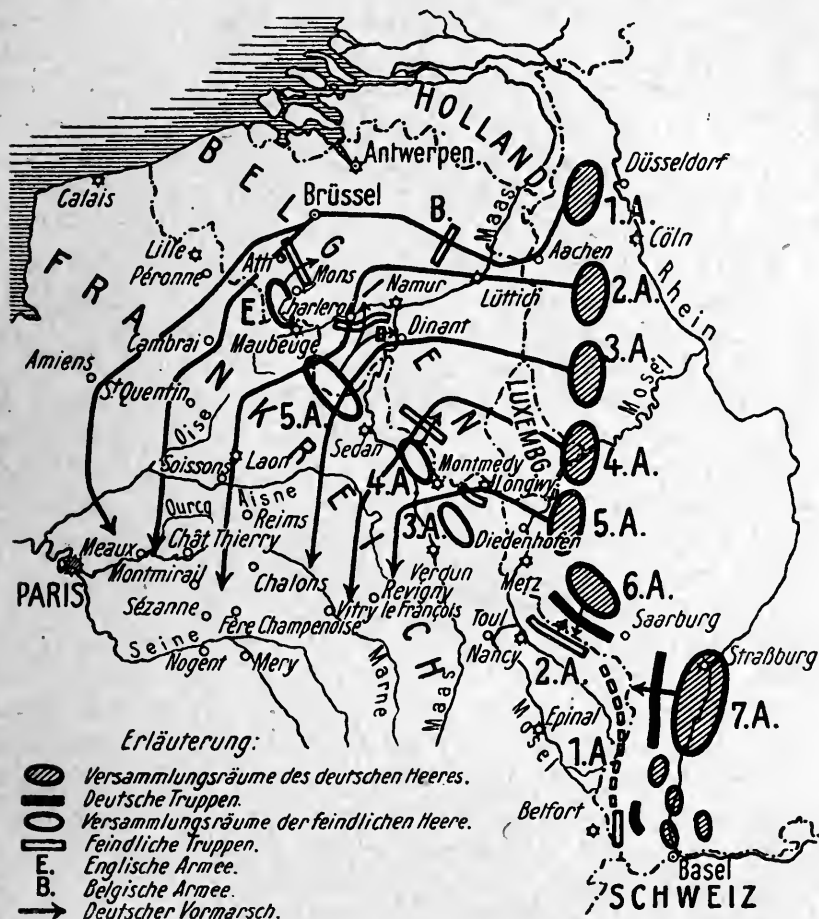 HOLLAND
BELGIEN
Antwerpen
Düsseldorf
Calais
Brüssel
B.
Maas
1.A.
Cöln
Lille
Péronne
Ath
Mons
Aachen
Rhein
FRANKREICH
E.
Charleroi
Namur
Lüttich
2.A.
Cambrai
Maubeuge
Dinant
3.A.
Mosel
Amiens
St Quentin
Oise
5.A.
LUXEMBG.
Sedan
4.A.
Soissons
Laon
4.A.
Montmedy
Longwy
Ourcq
Aisne
Reims
3.A.
5.A.
Diedenhofen
Meaux
Chât Thierry
PARIS
Montmirail
Chalons
Verdun
Metz
6.A.
Revigny
Sézanne
Vitry le François
Toul
Saarburg
Fère Champenoise
Nancy
Seine
Nogent
Mery
Marne
Maas
2.A.
Straßburg
7.A.
Mosel
Epinal
1.A.
Belfort
Basel
SCHWEIZ
Erläuterung:
Versammlungsräume des deutschen Heeres.
Deutsche Truppen.
Versammlungsräume der feindlichen Heere.
Feindliche Truppen.
E. Englische Armee.
B. Belgische Armee.
Deutscher Vormarsch.